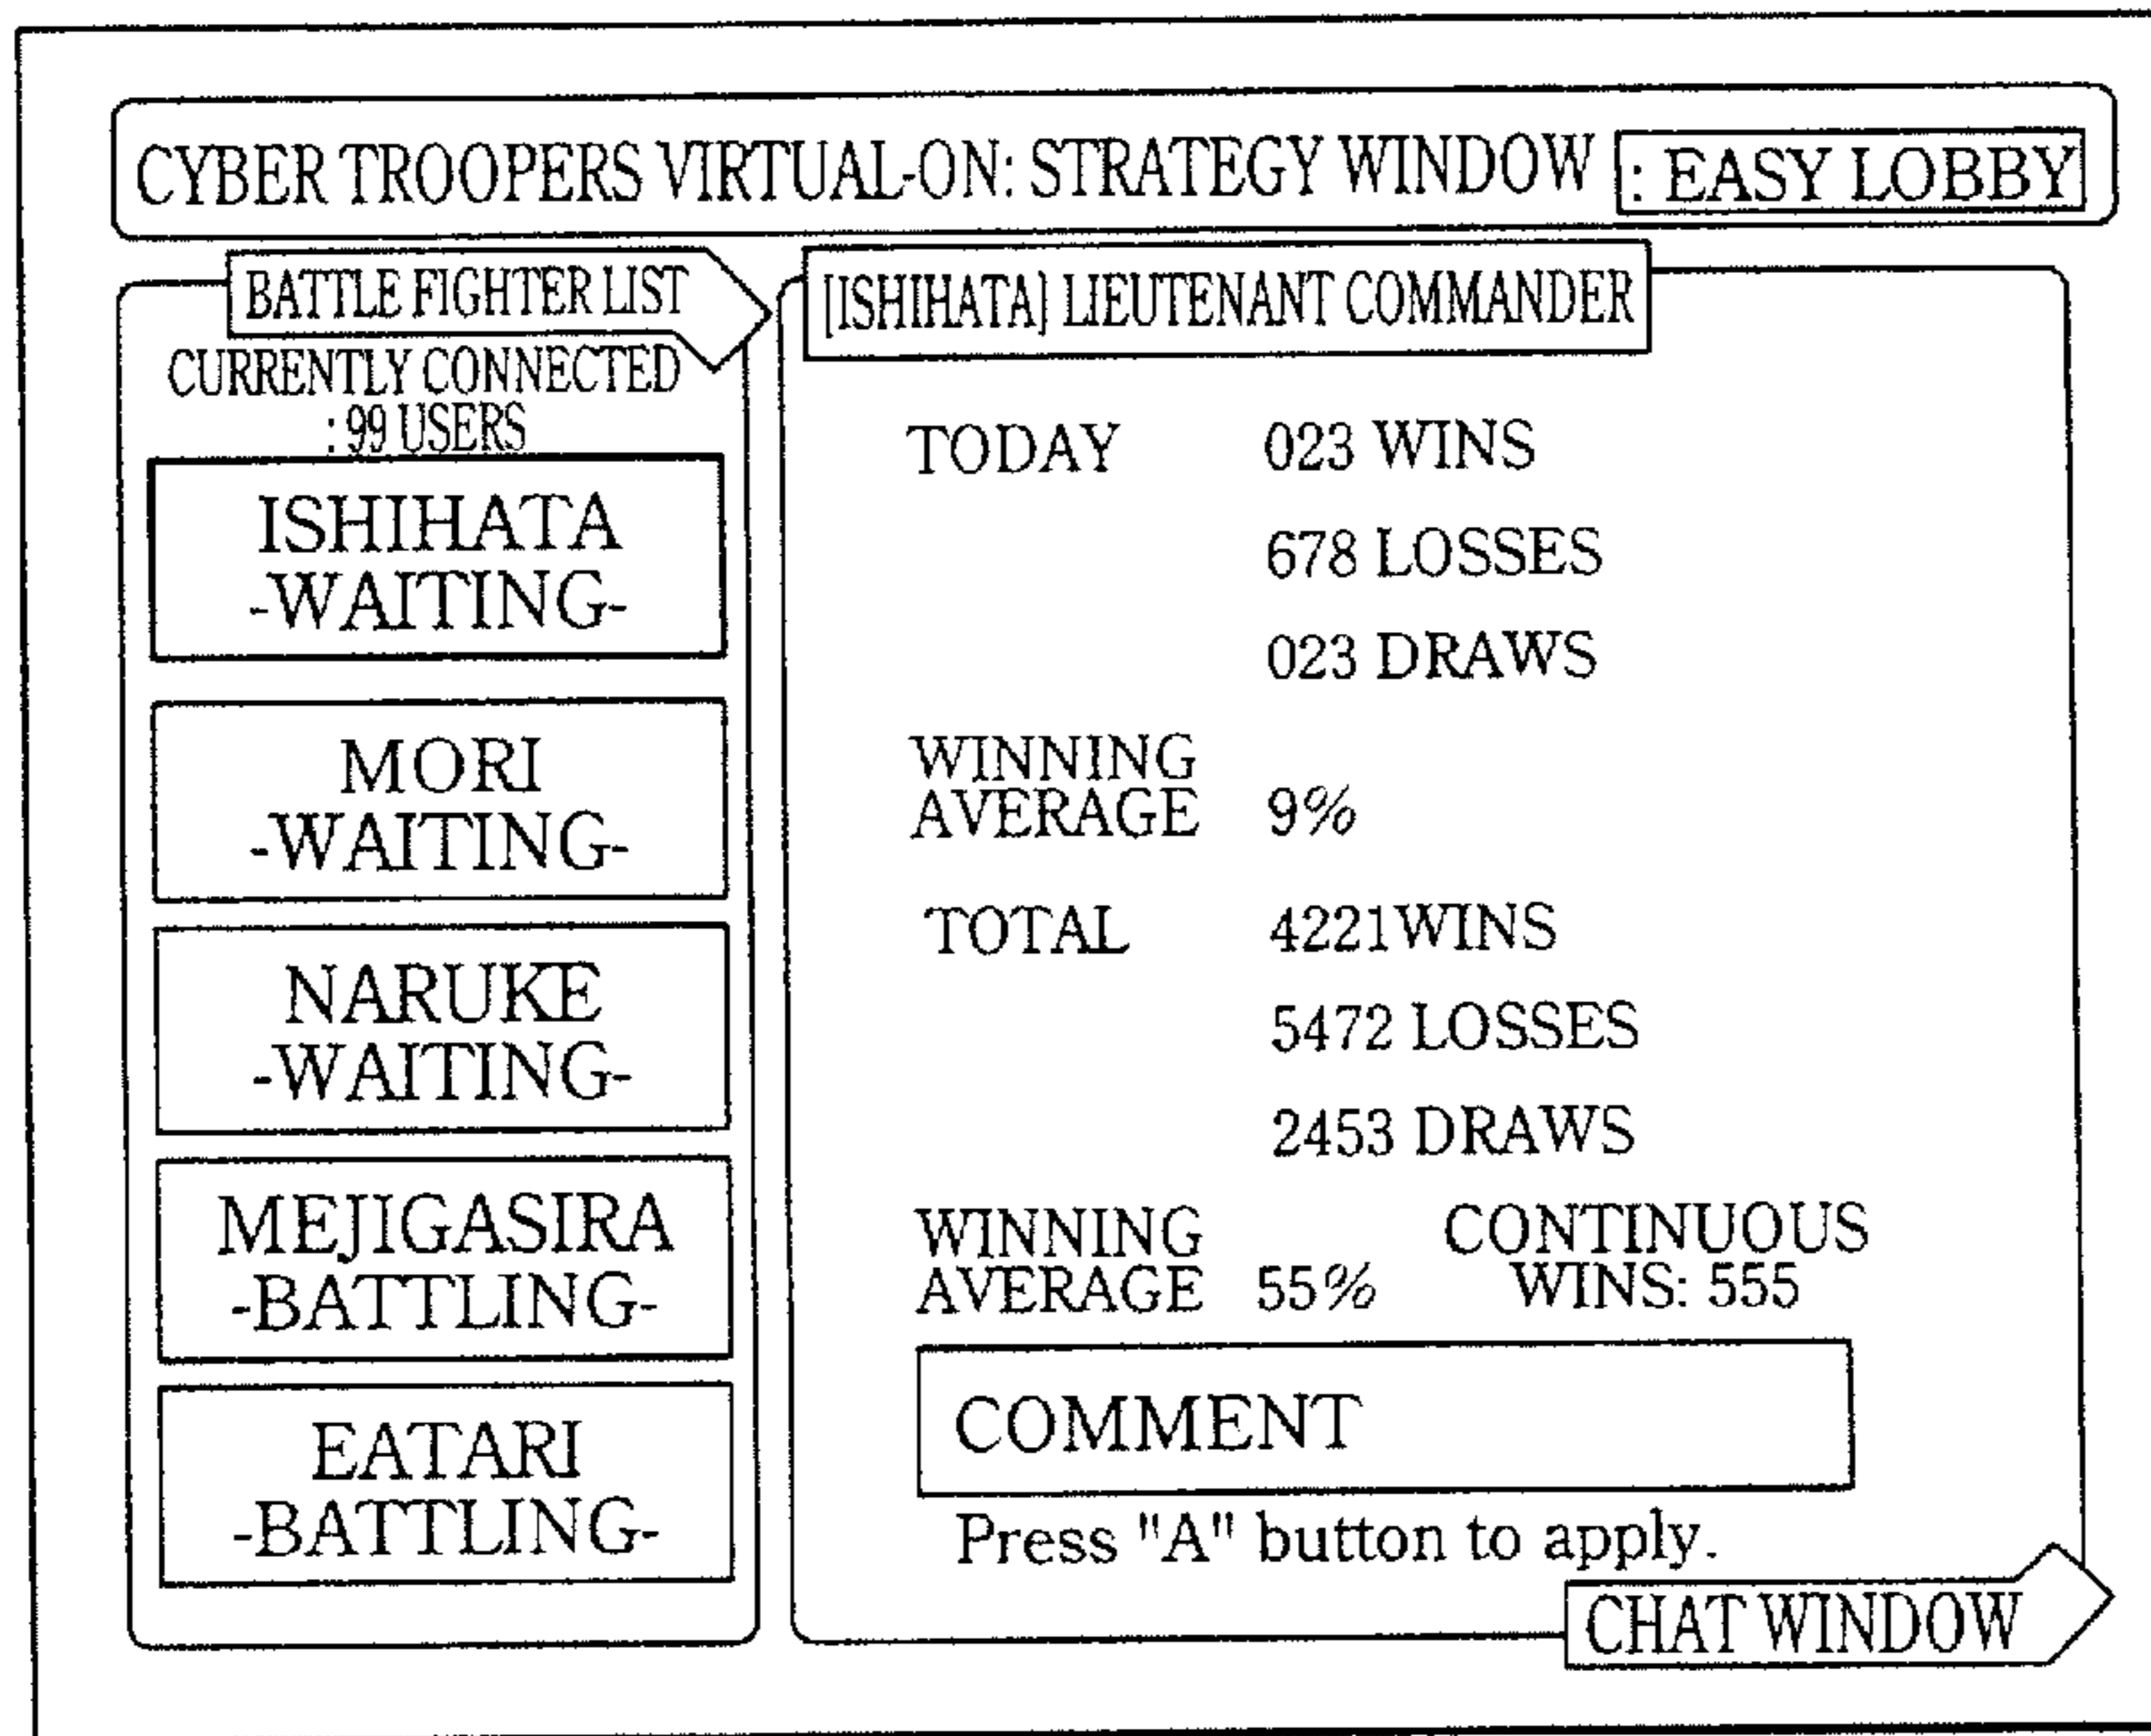 CYBER TROOPERS VIRTUAL-ON: STRATEGY WINDOW : EASY LOBBY
BATTLE FIGHTER LIST
CURRENTLY CONNECTED
: 99 USERS
ISHIHATA
-WAITING-
MORI
-WAITING-
NARUKE
-WAITING-
MEJIGASIRA
-BATTLING-
EATARI
-BATTLING-
[ISHIHATA] LIEUTENANT COMMANDER
TODAY 023 WINS
678 LOSSES
023 DRAWS
WINNING
AVERAGE 9%
TOTAL 4221WINS
5472 LOSSES
2453 DRAWS
WINNING
AVERAGE 55%
CONTINUOUS
WINS: 555
COMMENT
Press "A" button to apply.
CHAT WINDOW